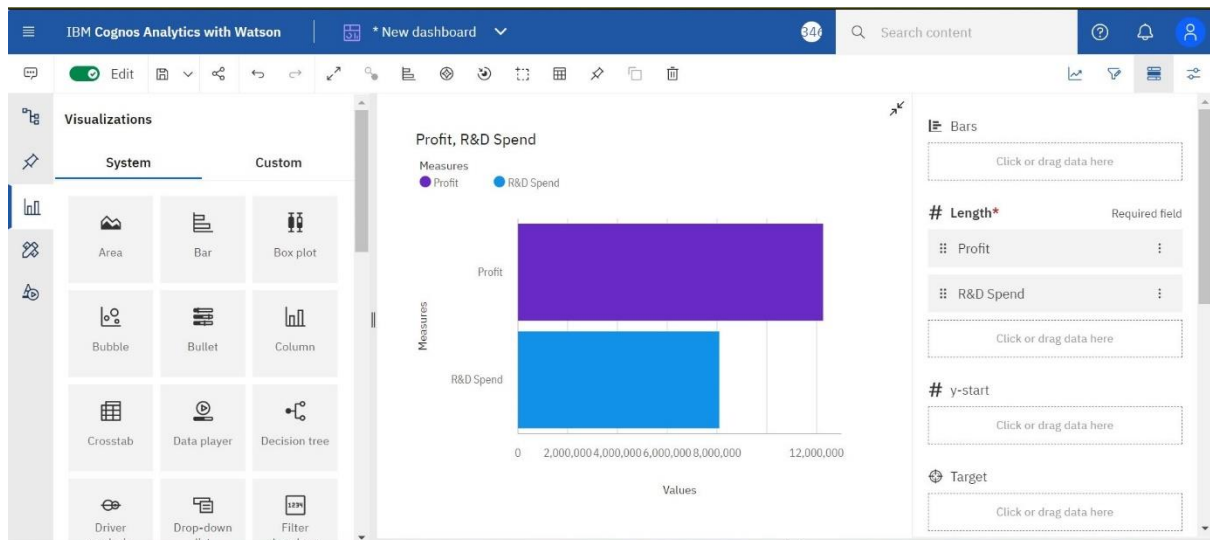 IBM Cognos Analytics with Watson
* New dashboard
Search content
Edit
Visualizations
System
Custom
Area
Bar
Box plot
Bubble
Bullet
Column
Crosstab
Data player
Decision tree
Driver
Drop-down
Filter
Profit, R&D Spend
Measures
Profit
R&D Spend
Profit
R&D Spend
Measures
0 2,000,000 4,000,000 6,000,000 8,000,000 12,000,000
Values
Bars
Click or drag data here
# Length* Required field
Profit
R&D Spend
Click or drag data here
# y-start
Click or drag data here
Target
Click or drag data here